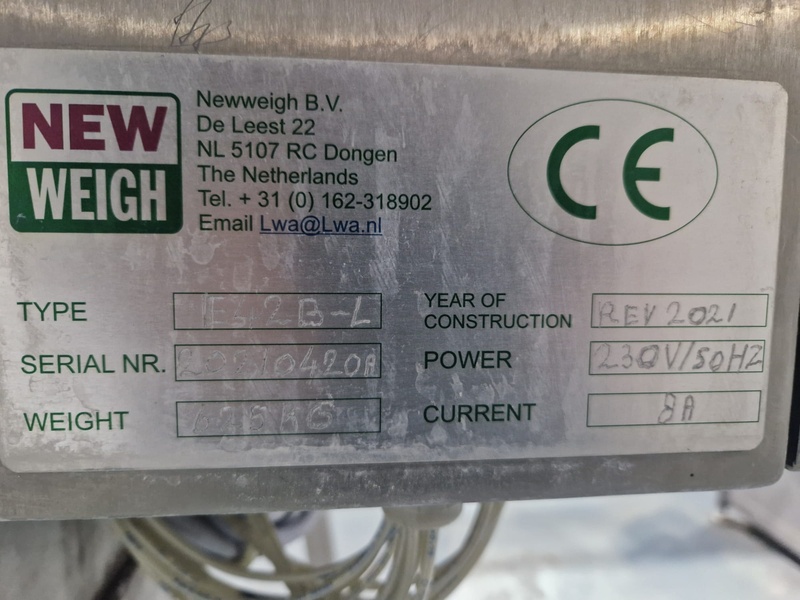 NEW
WEIGH
Newweigh B.V.
De Leest 22
NL 5107 RC Dongen
The Netherlands
Tel. + 31 (0) 162-318902
Email Lwa@Lwa.nl
CE
TYPE
YEAR OF
CONSTRUCTION REV 2021
SERIAL NR.
POWER 230V/50HZ
WEIGHT
CURRENT 8A